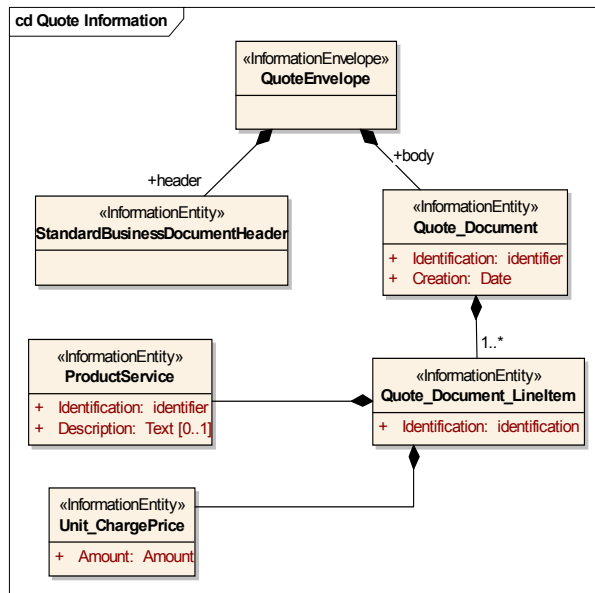 cd Quote Information
«InformationEnvelope»
QuoteEnvelope
+header
+body
«InformationEntity»
StandardBusinessDocumentHeader
«InformationEntity»
Quote_Document
+ Identification: identifier
+ Creation: Date
1..*
«InformationEntity»
ProductService
+ Identification: identifier
+ Description: Text [0..1]
«InformationEntity»
Quote_Document_LineItem
+ Identification: identification
«InformationEntity»
Unit_ChargePrice
+ Amount: Amount